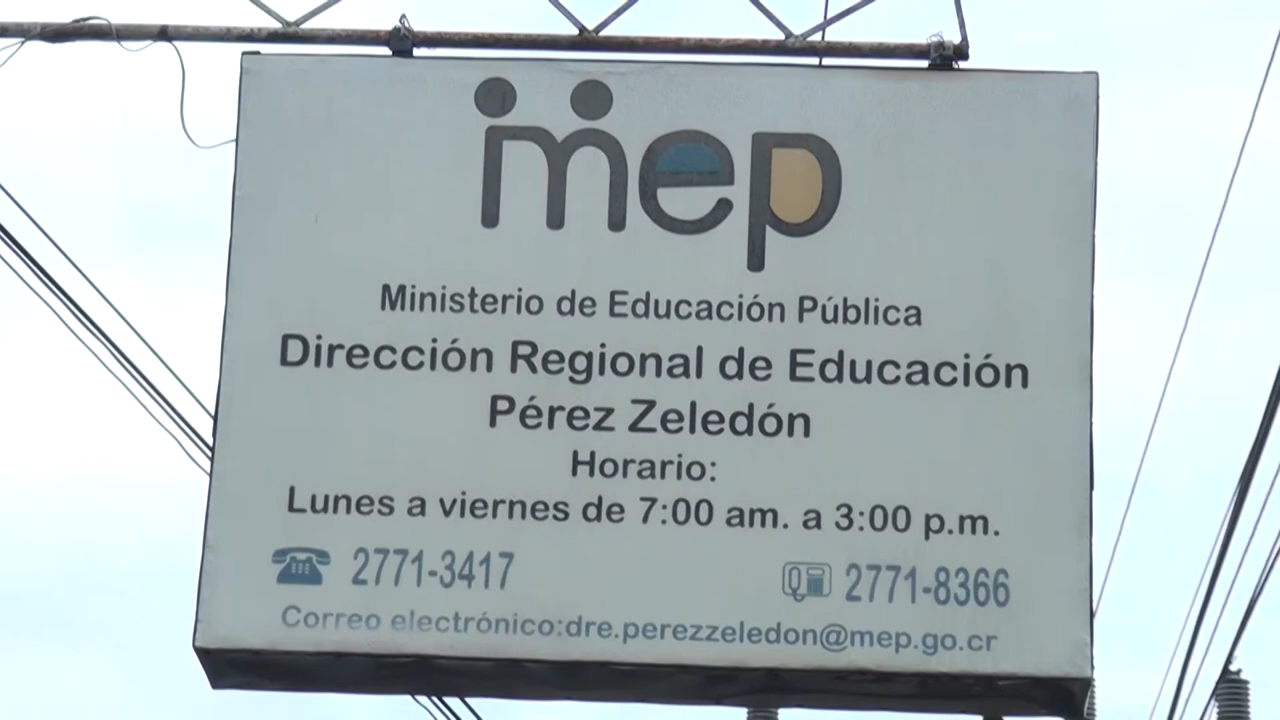 mep
Ministerio de Educación Pública
Dirección Regional de Educación
Pérez Zeledón
Horario:
Lunes a viernes de 7:00 am. a 3:00 p.m.
2771-3417 2771-8366
Correo electrónico:dre.perezzeledon@mep.go.cr